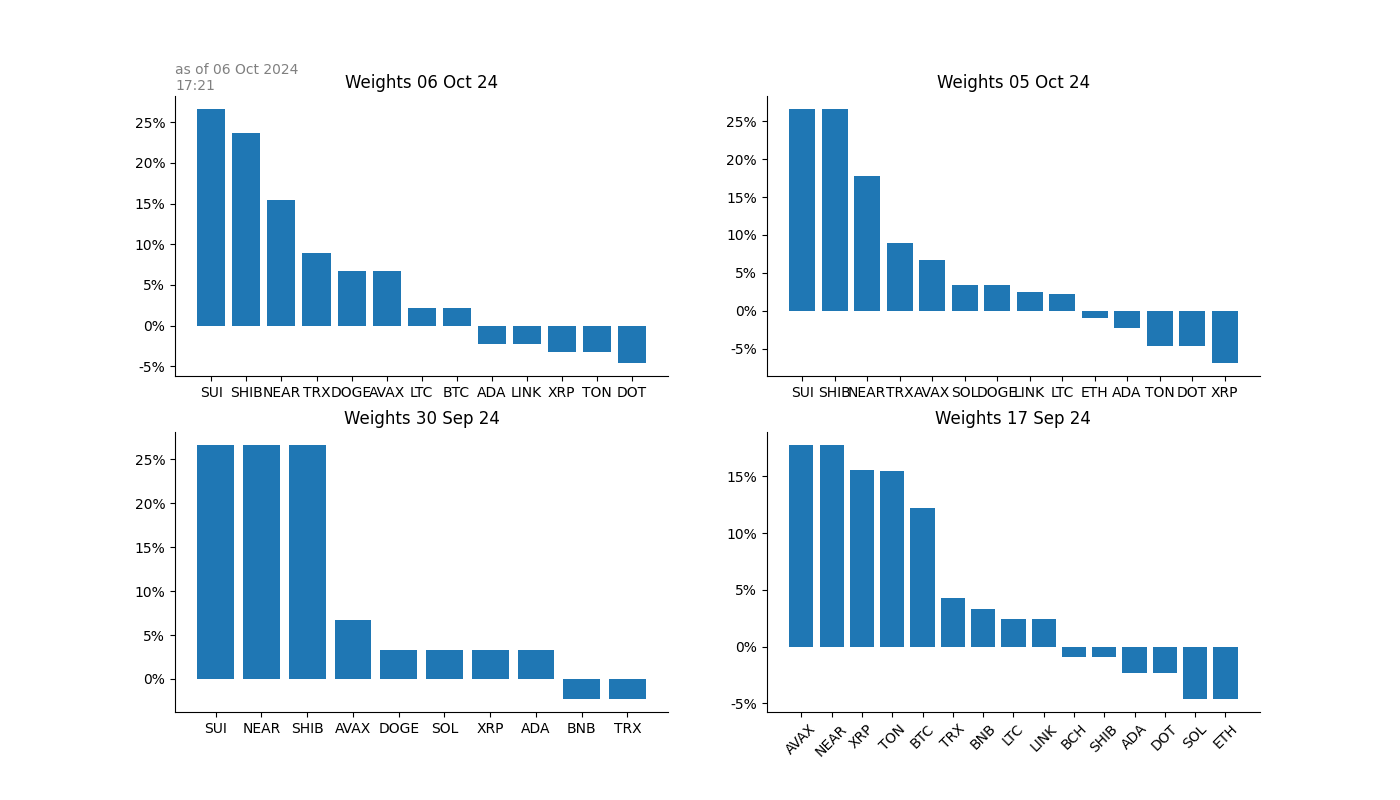 as of 06 Oct 2024
17:21
Weights 06 Oct 24
25%
20%
15%
10%
5%
0%
-5%
SUI SHIB NEAR TRX DOGE AVAX LTC BTC ADA LINK XRP TON DOT
Weights 05 Oct 24
25%
20%
15%
10%
5%
0%
-5%
SUI SHIB NEAR TRX AVAX SOL DOGE LINK LTC ETH ADA TON DOT XRP
Weights 30 Sep 24
25%
20%
15%
10%
5%
0%
SUI NEAR SHIB AVAX DOGE SOL XRP ADA BNB TRX
Weights 17 Sep 24
15%
10%
5%
0%
-5%
AVAX NEAR XRP TON BTC TRX BNB LTC LINK BCH SHIB ADA DOT SOL ETH